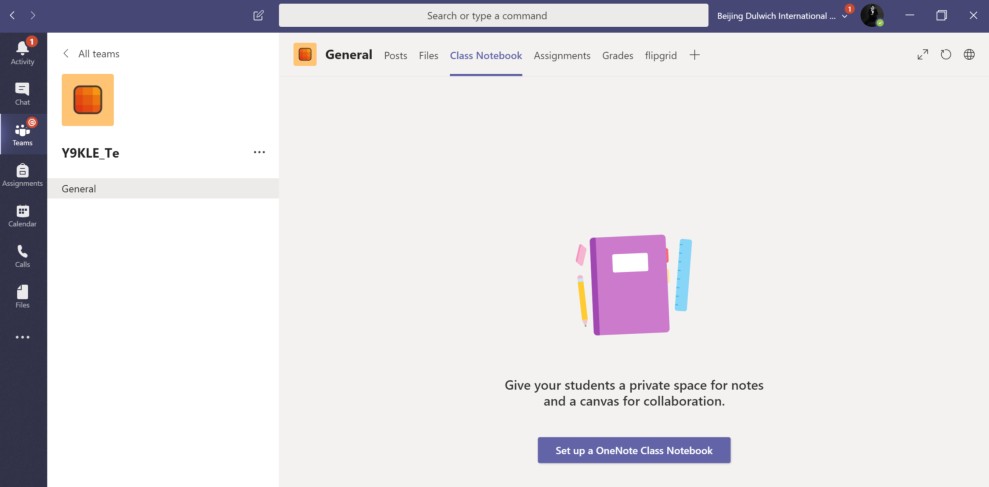 Search or type a command
Beijing Dulwich International ...
1
1
Activity
Chat
Teams
Assignments
Calendar
Calls
Files
All teams
Y9KLE_Te
General
General Posts Files Class Notebook Assignments Grades flipgrid
Give your students a private space for notes
and a canvas for collaboration.
Set up a OneNote Class Notebook